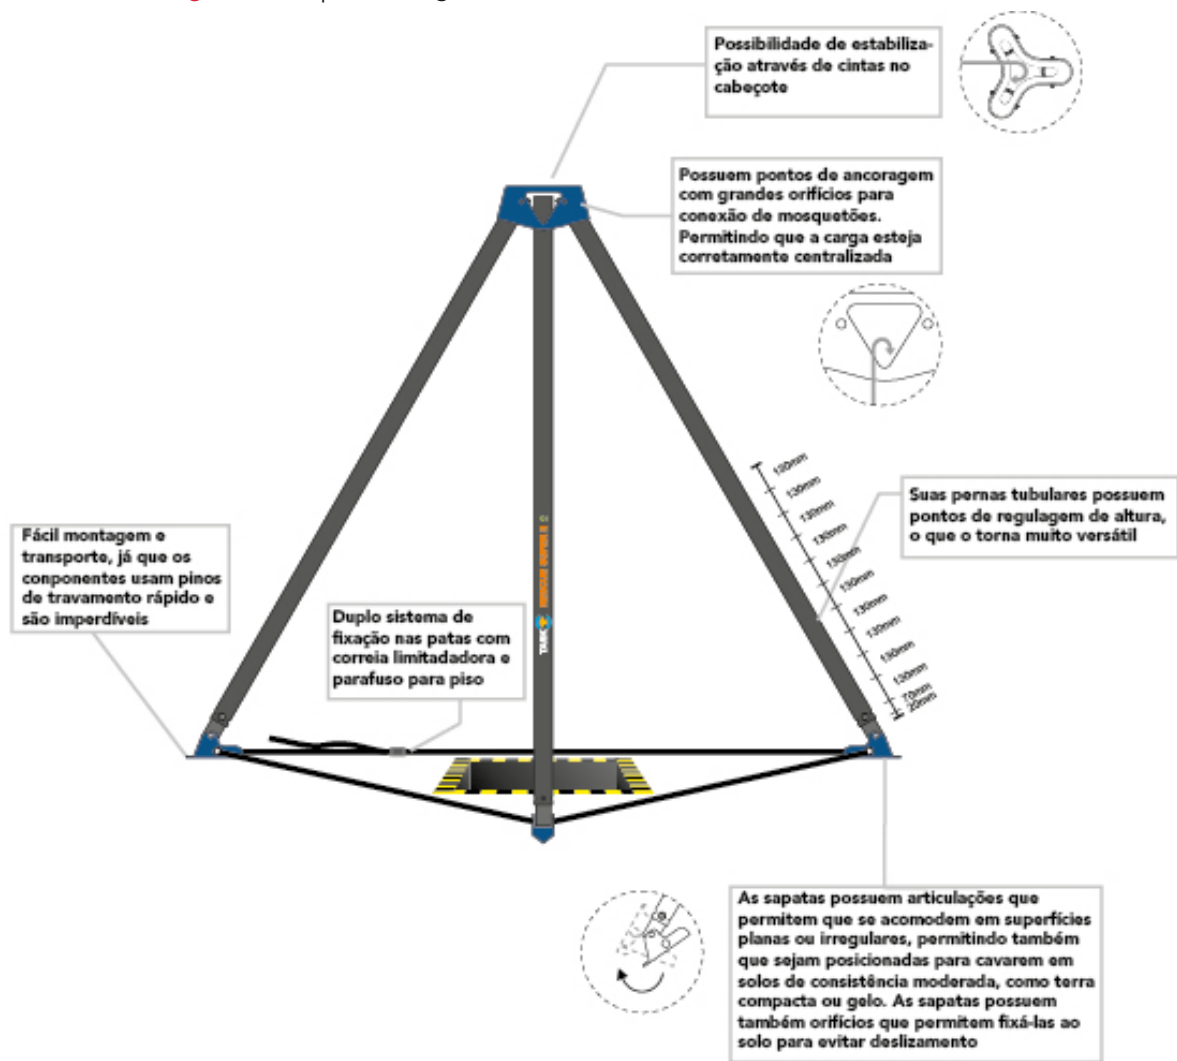 Possibilidade de estabiliza-
ção através de cintas no
cabeçote
Possuem pontos de ancoragem
com grandes orifícios para
conexão de mosquetões.
Permitindo que a carga esteja
corretamente centralizada
130mm
130mm
130mm
130mm
130mm
130mm
130mm
130mm
130mm
70mm
20mm
Suas pernas tubulares possuem
pontos de regulagem de altura,
o que o torna muito versátil
Fácil montagem e
transporte, já que os
conponentes usam pinos
de travamento rápido e
são imperdíveis
Duplo sistema de
fixação nas patas com
correia limitadadora e
parafuso para piso
TASK
As sapatas possuem articulações que
permitem que se acomodem em superfícies
planas ou irregulares, permitindo também
que sejam posicionadas para cavarem em
solos de consistência moderada, como terra
compacta ou gelo. As sapatas possuem
também orifícios que permitem fixá-las ao
solo para evitar deslizamento